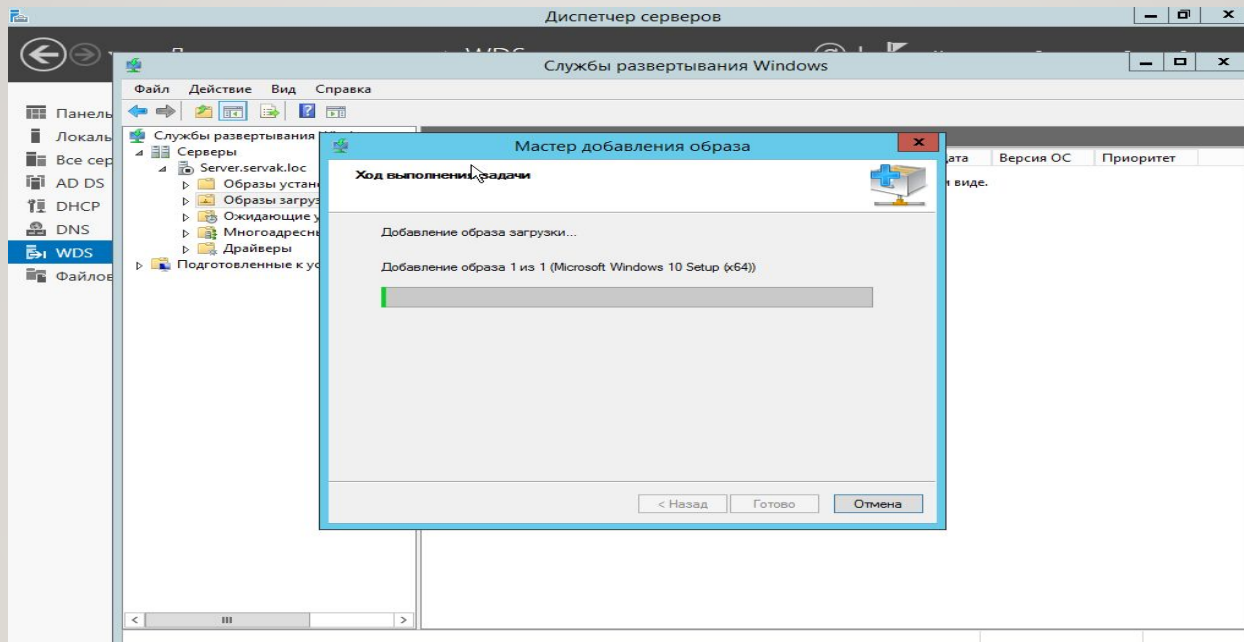 Диспетчер серверов
WDS
Службы развертывания Windows
Файл Действие Вид Справка
Панель
Локаль
Все сер
AD DS
DHCP
DNS
WDS
Файлов
Службы развертывания
Серверы
Server.servak.loc
Образы устан
Образы загруз
Ожидающие у
Многоадресн
Драйверы
Подготовленные к ус
ата Версия ОС Приоритет
виде.
Мастер добавления образа
Ход выполнения задачи
Добавление образа загрузки...
Добавление образа 1 из 1 (Microsoft Windows 10 Setup (x64))
< Назад Готово Отмена